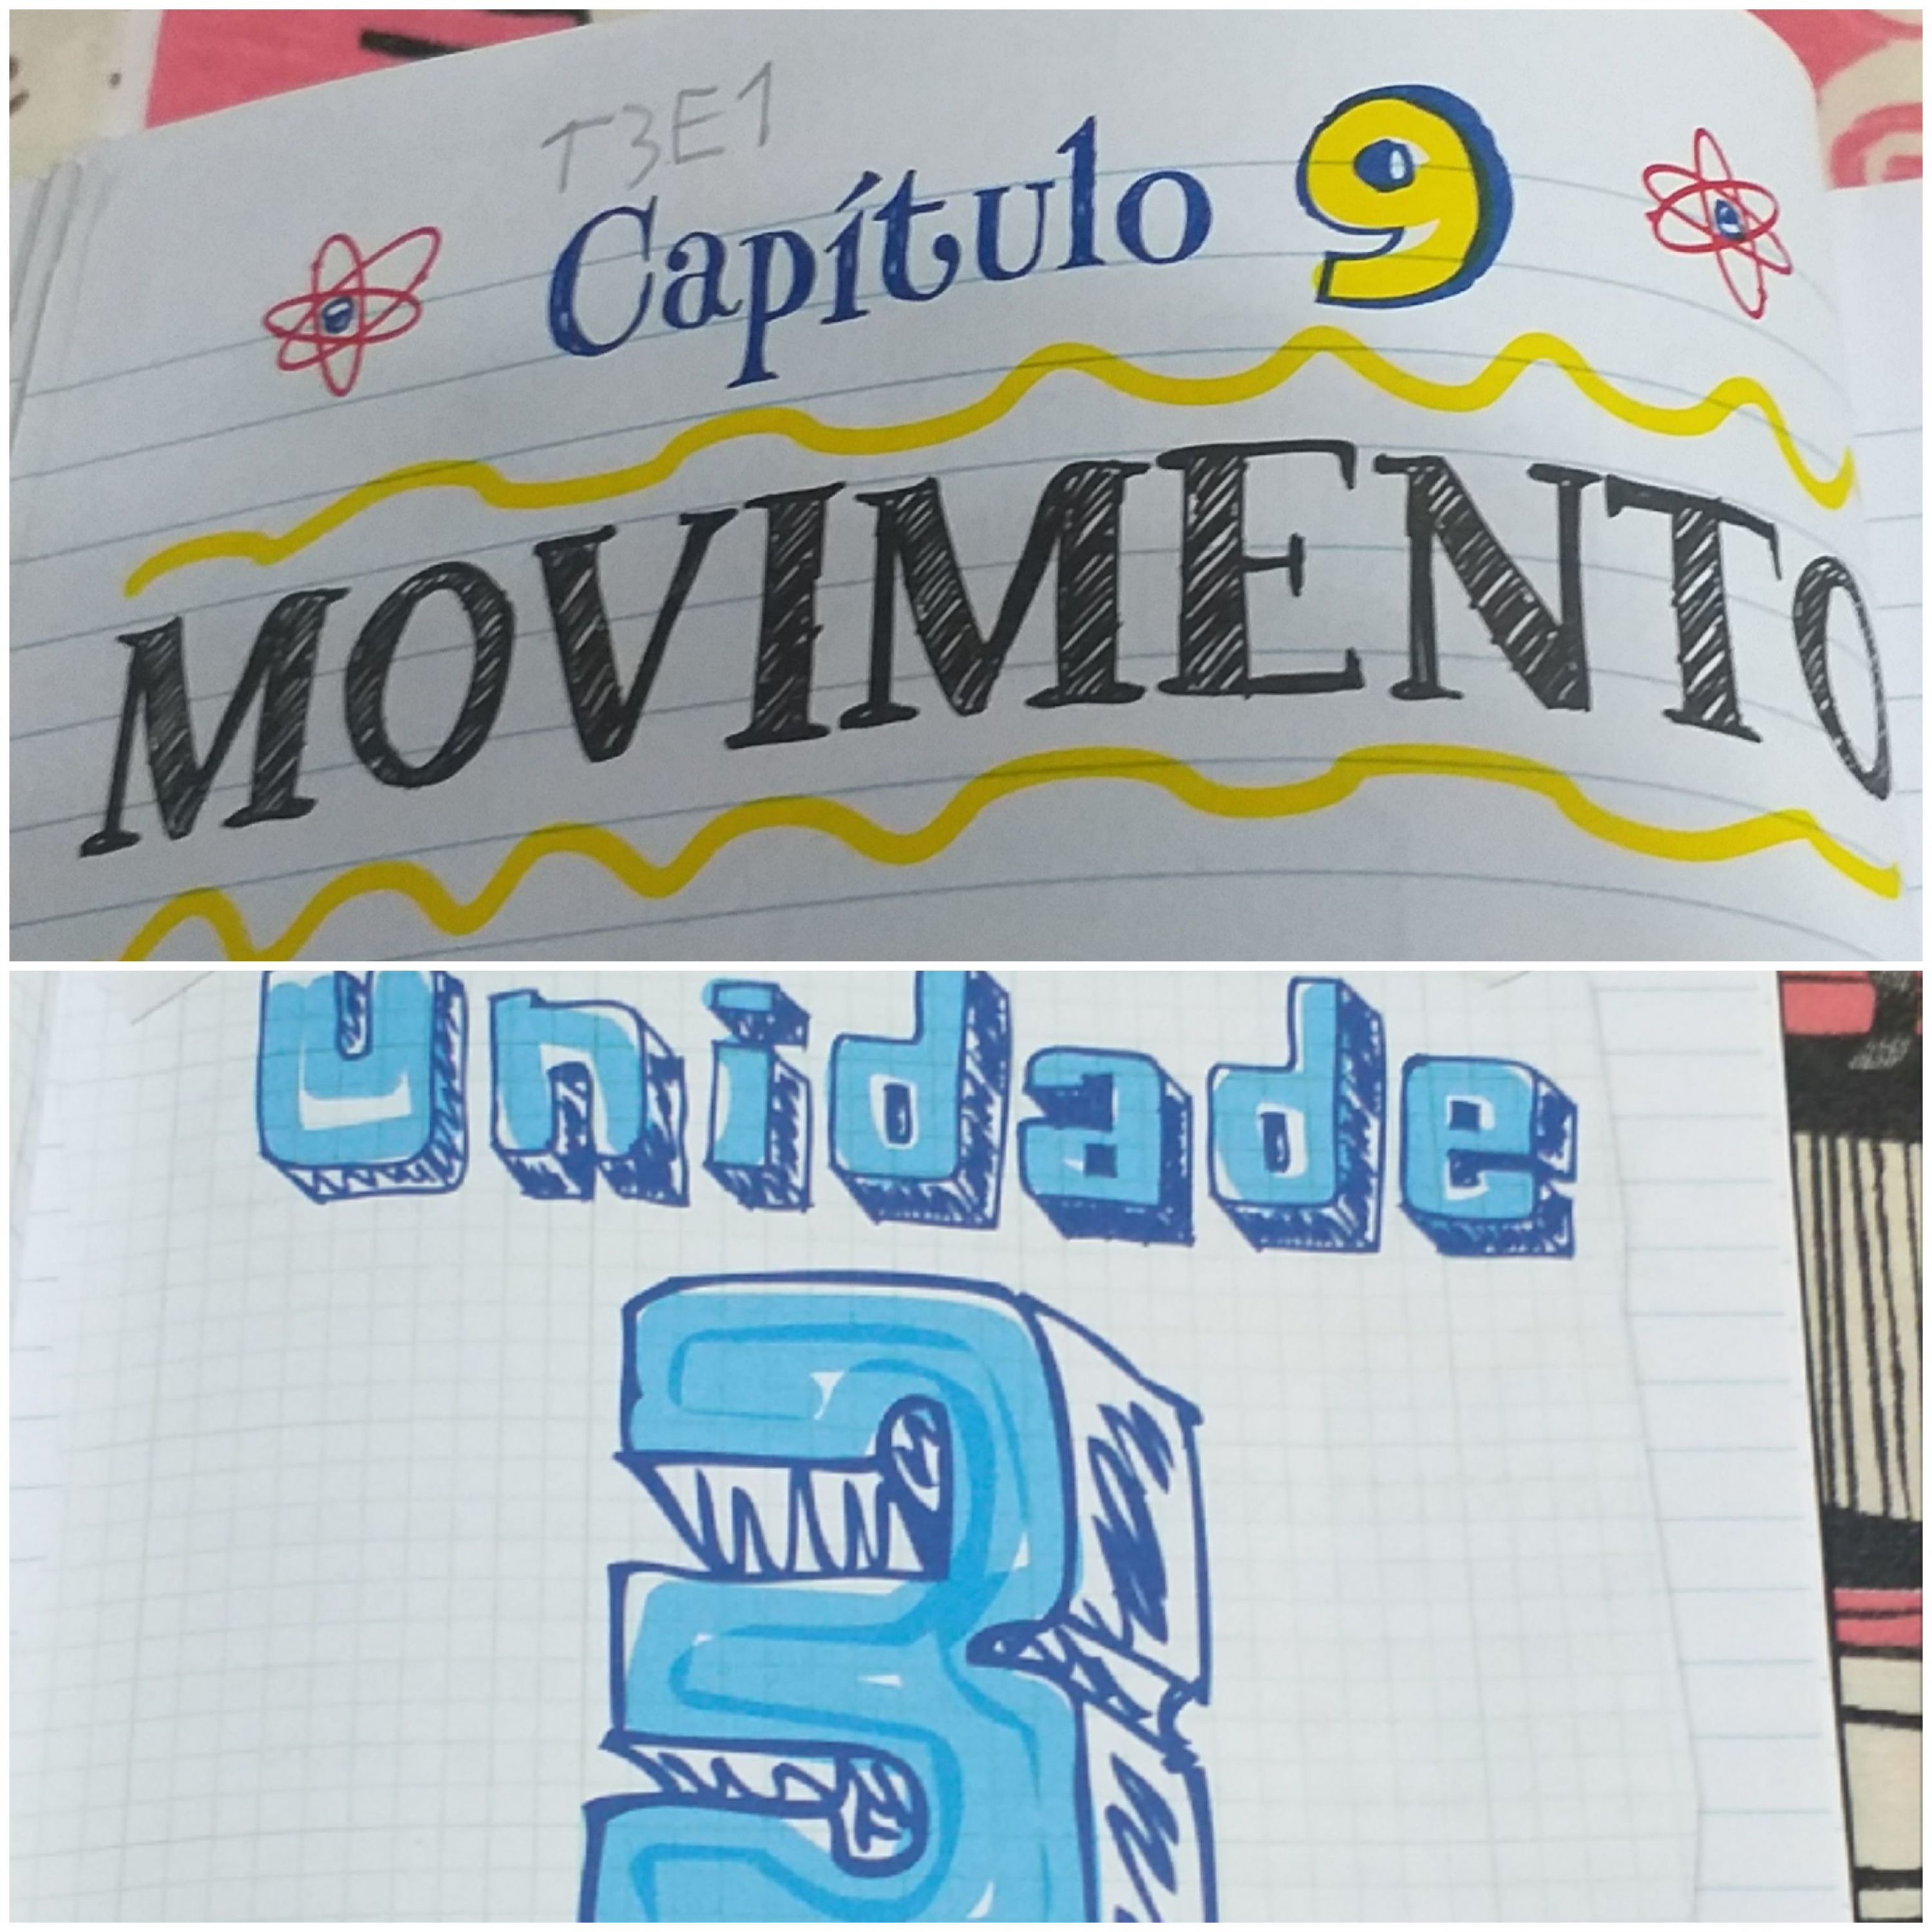 T3E1
Capítulo 9
MOVIMENTO
Unidade
3